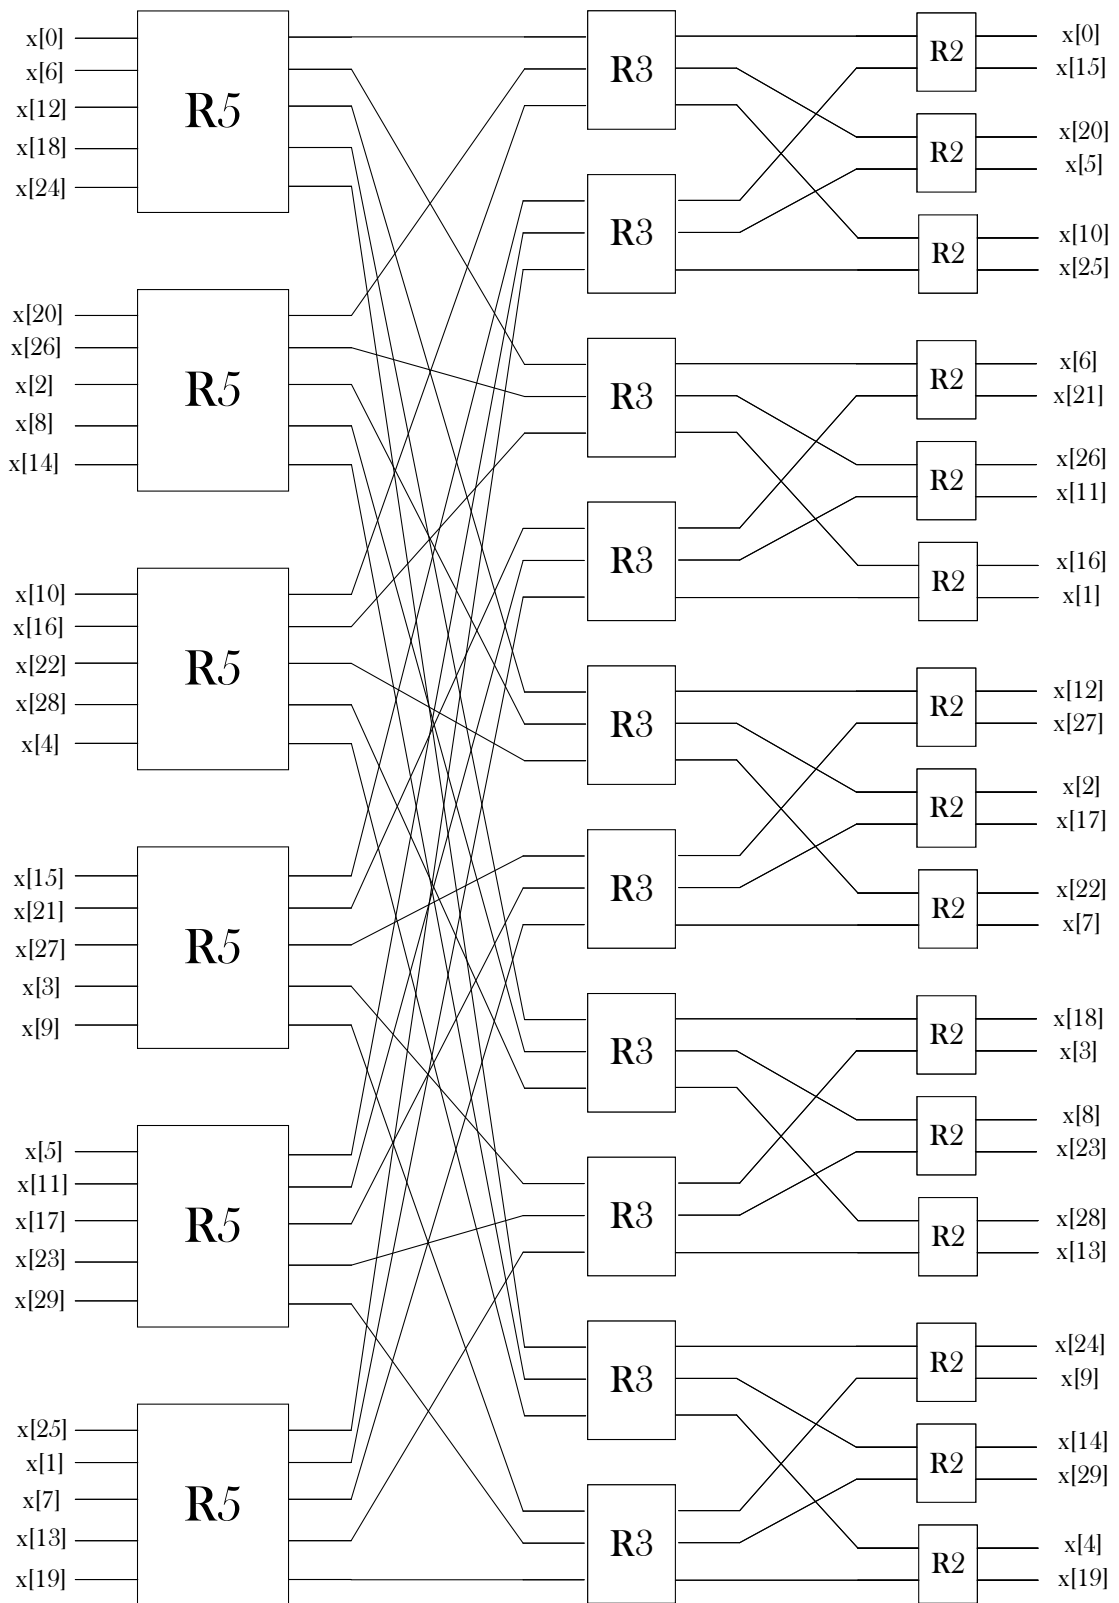 x[0]
x[6]
x[12]
x[18]
x[24]
R5
x[20]
x[26]
x[2]
x[8]
x[14]
R5
x[10]
x[16]
x[22]
x[28]
x[4]
R5
x[15]
x[21]
x[27]
x[3]
x[9]
R5
x[5]
x[11]
x[17]
x[23]
x[29]
R5
x[25]
x[1]
x[7]
x[13]
x[19]
R5
R3
R3
R3
R3
R3
R3
R3
R3
R3
R3
R2
x[0]
x[15]
R2
x[20]
x[5]
R2
x[10]
x[25]
R2
x[6]
x[21]
R2
x[26]
x[11]
R2
x[16]
x[1]
R2
x[12]
x[27]
R2
x[2]
x[17]
R2
x[22]
x[7]
R2
x[18]
x[3]
R2
x[8]
x[23]
R2
x[28]
x[13]
R2
x[24]
x[9]
R2
x[14]
x[29]
R2
x[4]
x[19]